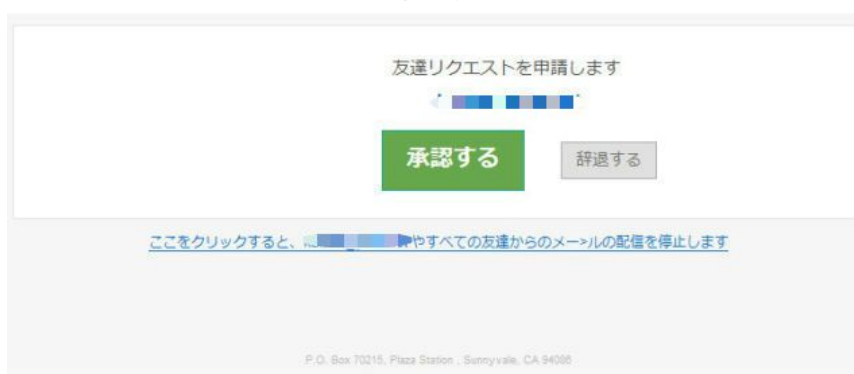 友達リクエストを申請します
承認する
辞退する
ここをクリックすると、やすべての友達からのメー>ルの配信を停止します
P.O. Box 70215, Plaza Station , Sunnyvale, CA 94086